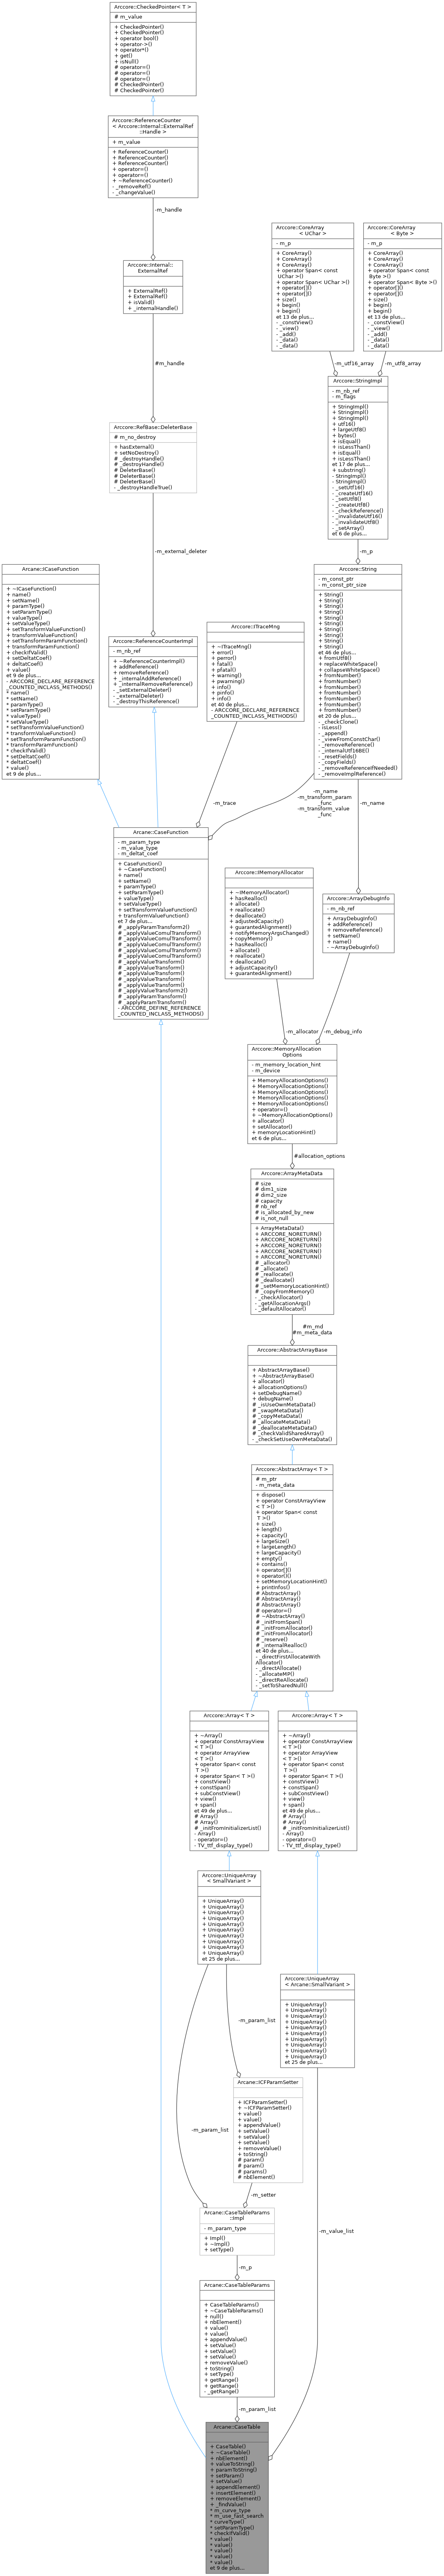 Arccore::CheckedPointer< T >
# m_value
+ CheckedPointer()
+ CheckedPointer()
+ operator bool()
+ operator->()
+ operator*()
+ get()
+ isNull()
# operator=()
# operator=()
# operator=()
# CheckedPointer()
# CheckedPointer()
Arccore::ReferenceCounter
< Arccore::Internal::ExternalRef
::Handle >
+ m_value
+ ReferenceCounter()
+ ReferenceCounter()
+ ReferenceCounter()
+ operator=()
+ operator=()
+ ~ReferenceCounter()
- _removeRef()
- _changeValue()
-m_handle
Arccore::Internal::
ExternalRef
+ ExternalRef()
+ ExternalRef()
+ isValid()
+ _internalHandle()
#m_handle
Arccore::RefBase::DeleterBase
# m_no_destroy
+ hasExternal()
+ setNoDestroy()
# _destroyHandle()
# _destroyHandle()
# DeleterBase()
# DeleterBase()
# DeleterBase()
- _destroyHandleTrue()
-m_external_deleter
Arccore::CoreArray
< UChar >
- m_p
+ CoreArray()
+ CoreArray()
+ CoreArray()
+ operator Span< const
UChar >()
+ operator Span< UChar >()
+ operator[]()
+ operator[]()
+ size()
+ begin()
+ begin()
et 13 de plus...
- _constView()
- _view()
- _add()
- _data()
- _data()
Arccore::CoreArray
< Byte >
- m_p
+ CoreArray()
+ CoreArray()
+ CoreArray()
+ operator Span< const
Byte >()
+ operator Span< Byte >()
+ operator[]()
+ operator[]()
+ size()
+ begin()
+ begin()
et 13 de plus...
- _constView()
- _view()
- _add()
- _data()
- _data()
-m_utf16_array
-m_utf8_array
Arccore::StringImpl
- m_nb_ref
- m_flags
+ StringImpl()
+ StringImpl()
+ StringImpl()
+ utf16()
+ largeUtf8()
+ bytes()
+ isEqual()
+ isLessThan()
+ isEqual()
+ isLessThan()
et 17 de plus...
+ substring()
- StringImpl()
- StringImpl()
- _setUtf16()
- _createUtf16()
- _setUtf8()
- _createUtf8()
- _checkReference()
- _invalidateUtf16()
- _invalidateUtf8()
- _setArray()
et 6 de plus...
-m_p
Arccore::String
- m_const_ptr
- m_const_ptr_size
+ String()
+ String()
+ String()
+ String()
+ String()
+ String()
+ String()
+ String()
+ String()
+ String()
et 46 de plus...
+ fromUtf8()
+ replaceWhiteSpace()
+ collapseWhiteSpace()
+ fromNumber()
+ fromNumber()
+ fromNumber()
+ fromNumber()
+ fromNumber()
+ fromNumber()
+ fromNumber()
et 20 de plus...
- _checkClone()
- isLess()
- _append()
- _viewFromConstChar()
- _removeReference()
- _internalUtf16BE()
- _resetFields()
- _copyFields()
- _removeReferenceIfNeeded()
- _removeImplReference()
Arcane::ICaseFunction
+ ~ICaseFunction()
+ name()
+ setName()
+ paramType()
+ setParamType()
+ valueType()
+ setValueType()
+ setTransformValueFunction()
+ transformValueFunction()
+ setTransformParamFunction()
+ transformParamFunction()
+ checkIfValid()
+ setDeltatCoef()
+ deltatCoef()
+ value()
et 9 de plus...
- ARCCORE_DECLARE_REFERENCE
_COUNTED_INCLASS_METHODS()
* name()
* setName()
* paramType()
* setParamType()
* valueType()
* setValueType()
* setTransformValueFunction()
* transformValueFunction()
* setTransformParamFunction()
* transformParamFunction()
* checkIfValid()
* setDeltatCoef()
* deltatCoef()
* value()
et 9 de plus...
Arccore::ReferenceCounterImpl
- m_nb_ref
+ ~ReferenceCounterImpl()
+ addReference()
+ removeReference()
+ _internalAddReference()
+ _internalRemoveReference()
- _setExternalDeleter()
- _externalDeleter()
- _destroyThisReference()
Arccore::ITraceMng
+ ~ITraceMng()
+ error()
+ perror()
+ fatal()
+ pfatal()
+ warning()
+ pwarning()
+ info()
+ pinfo()
+ info()
et 40 de plus...
- ARCCORE_DECLARE_REFERENCE
_COUNTED_INCLASS_METHODS()
-m_trace
-m_name
-m_transform_param
_func
-m_transform_value
_func
-m_name
Arcane::CaseFunction
- m_param_type
- m_value_type
- m_deltat_coef
+ CaseFunction()
+ ~CaseFunction()
+ name()
+ setName()
+ paramType()
+ setParamType()
+ valueType()
+ setValueType()
+ setTransformValueFunction()
+ transformValueFunction()
et 7 de plus...
# _applyParamTransform2()
# _applyValueComulTransform()
# _applyValueComulTransform()
# _applyValueComulTransform()
# _applyValueComulTransform()
# _applyValueComulTransform()
# _applyValueTransform()
# _applyValueTransform()
# _applyValueTransform()
# _applyValueTransform()
# _applyValueTransform()
# _applyValueTransform2()
# _applyParamTransform()
# _applyParamTransform()
- ARCCORE_DEFINE_REFERENCE
_COUNTED_INCLASS_METHODS()
Arccore::IMemoryAllocator
+ ~IMemoryAllocator()
+ hasRealloc()
+ allocate()
+ reallocate()
+ deallocate()
+ adjustedCapacity()
+ guarantedAlignment()
+ notifyMemoryArgsChanged()
+ copyMemory()
+ hasRealloc()
+ allocate()
+ reallocate()
+ deallocate()
+ adjustCapacity()
+ guarantedAlignment()
Arccore::ArrayDebugInfo
- m_nb_ref
+ ArrayDebugInfo()
+ addReference()
+ removeReference()
+ setName()
+ name()
- ~ArrayDebugInfo()
-m_allocator
-m_debug_info
Arccore::MemoryAllocation
Options
- m_memory_location_hint
- m_device
+ MemoryAllocationOptions()
+ MemoryAllocationOptions()
+ MemoryAllocationOptions()
+ MemoryAllocationOptions()
+ MemoryAllocationOptions()
+ operator=()
+ ~MemoryAllocationOptions()
+ allocator()
+ setAllocator()
+ memoryLocationHint()
et 6 de plus...
#allocation_options
Arccore::ArrayMetaData
# size
# dim1_size
# dim2_size
# capacity
# nb_ref
# is_allocated_by_new
# is_not_null
+ ArrayMetaData()
+ ARCCORE_NORETURN()
+ ARCCORE_NORETURN()
+ ARCCORE_NORETURN()
+ ARCCORE_NORETURN()
+ ARCCORE_NORETURN()
# _allocator()
# _allocate()
# _reallocate()
# _deallocate()
# _setMemoryLocationHint()
# _copyFromMemory()
- _checkAllocator()
- _getAllocationArgs()
- _defaultAllocator()
#m_md
#m_meta_data
Arccore::AbstractArrayBase
+ AbstractArrayBase()
+ ~AbstractArrayBase()
+ allocator()
+ allocationOptions()
+ setDebugName()
+ debugName()
# _isUseOwnMetaData()
# _swapMetaData()
# _copyMetaData()
# _allocateMetaData()
# _deallocateMetaData()
# _checkValidSharedArray()
- _checkSetUseOwnMetaData()
Arccore::AbstractArray< T >
# m_ptr
- m_meta_data
+ dispose()
+ operator ConstArrayView
< T >()
+ operator Span< const
T >()
+ size()
+ length()
+ capacity()
+ largeSize()
+ largeLength()
+ largeCapacity()
+ empty()
+ contains()
+ operator[]()
+ operator()()
+ setMemoryLocationHint()
+ printInfos()
# AbstractArray()
# AbstractArray()
# AbstractArray()
# operator=()
# ~AbstractArray()
# _initFromSpan()
# _initFromAllocator()
# _initFromAllocator()
# _reserve()
# _internalRealloc()
et 40 de plus...
- _directFirstAllocateWith
Allocator()
- _directAllocate()
- _allocateMP()
- _directReAllocate()
- _setToSharedNull()
Arccore::Array< T >
+ ~Array()
+ operator ConstArrayView
< T >()
+ operator ArrayView
< T >()
+ operator Span< const
T >()
+ operator Span< T >()
+ constView()
+ constSpan()
+ subConstView()
+ view()
+ span()
et 49 de plus...
# Array()
# Array()
# _initFromInitializerList()
- Array()
- operator=()
- TV_ttf_display_type()
Arccore::Array< T >
+ ~Array()
+ operator ConstArrayView
< T >()
+ operator ArrayView
< T >()
+ operator Span< const
T >()
+ operator Span< T >()
+ constView()
+ constSpan()
+ subConstView()
+ view()
+ span()
et 49 de plus...
# Array()
# Array()
# _initFromInitializerList()
- Array()
- operator=()
- TV_ttf_display_type()
Arccore::UniqueArray
< SmallVariant >
+ UniqueArray()
+ UniqueArray()
+ UniqueArray()
+ UniqueArray()
+ UniqueArray()
+ UniqueArray()
+ UniqueArray()
+ UniqueArray()
+ UniqueArray()
+ UniqueArray()
et 25 de plus...
Arccore::UniqueArray
< Arcane::SmallVariant >
+ UniqueArray()
+ UniqueArray()
+ UniqueArray()
+ UniqueArray()
+ UniqueArray()
+ UniqueArray()
+ UniqueArray()
+ UniqueArray()
+ UniqueArray()
+ UniqueArray()
et 25 de plus...
-m_param_list
Arcane::ICFParamSetter
+ ICFParamSetter()
+ ~ICFParamSetter()
+ value()
+ value()
+ appendValue()
+ setValue()
+ setValue()
+ setValue()
+ removeValue()
+ toString()
# param()
# param()
# params()
# nbElement()
-m_param_list
-m_setter
-m_value_list
Arcane::CaseTableParams
::Impl
- m_param_type
+ Impl()
+ ~Impl()
+ setType()
-m_p
Arcane::CaseTableParams
+ CaseTableParams()
+ ~CaseTableParams()
+ null()
+ nbElement()
+ value()
+ value()
+ appendValue()
+ setValue()
+ setValue()
+ setValue()
+ removeValue()
+ toString()
+ setType()
+ getRange()
+ getRange()
- _getRange()
-m_param_list
Arcane::CaseTable
+ CaseTable()
+ ~CaseTable()
+ nbElement()
+ valueToString()
+ paramToString()
+ setParam()
+ setValue()
+ appendElement()
+ insertElement()
+ removeElement()
+ _findValue()
* m_curve_type
* m_use_fast_search
* curveType()
* setParamType()
* checkIfValid()
* value()
* value()
* value()
* value()
* value()
et 9 de plus...